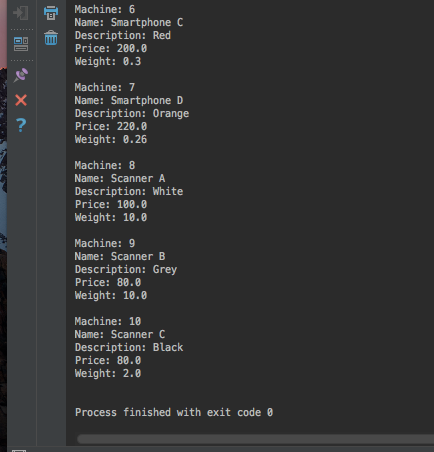 Machine: 6
Name: Smartphone C
Description: Red
Price: 200.0
Weight: 0.3
Machine: 7
Name: Smartphone D
Description: Orange
Price: 220.0
Weight: 0.26
Machine: 8
Name: Scanner A
Description: White
Price: 100.0
Weight: 10.0
Machine: 9
Name: Scanner B
Description: Grey
Price: 80.0
Weight: 10.0
Machine: 10
Name: Scanner C
Description: Black
Price: 80.0
Weight: 2.0
Process finished with exit code 0